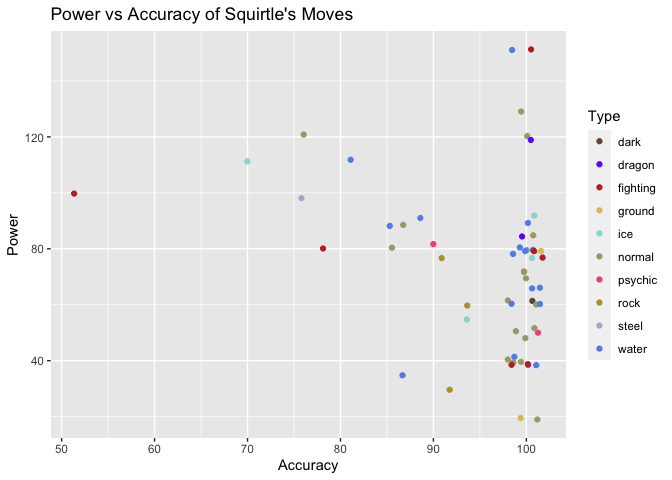 Power vs Accuracy of Squirtle's Moves
Power
120
80
40
50 60 70 80 90 100
Accuracy
Type
dark
dragon
fighting
ground
ice
normal
psychic
rock
steel
water